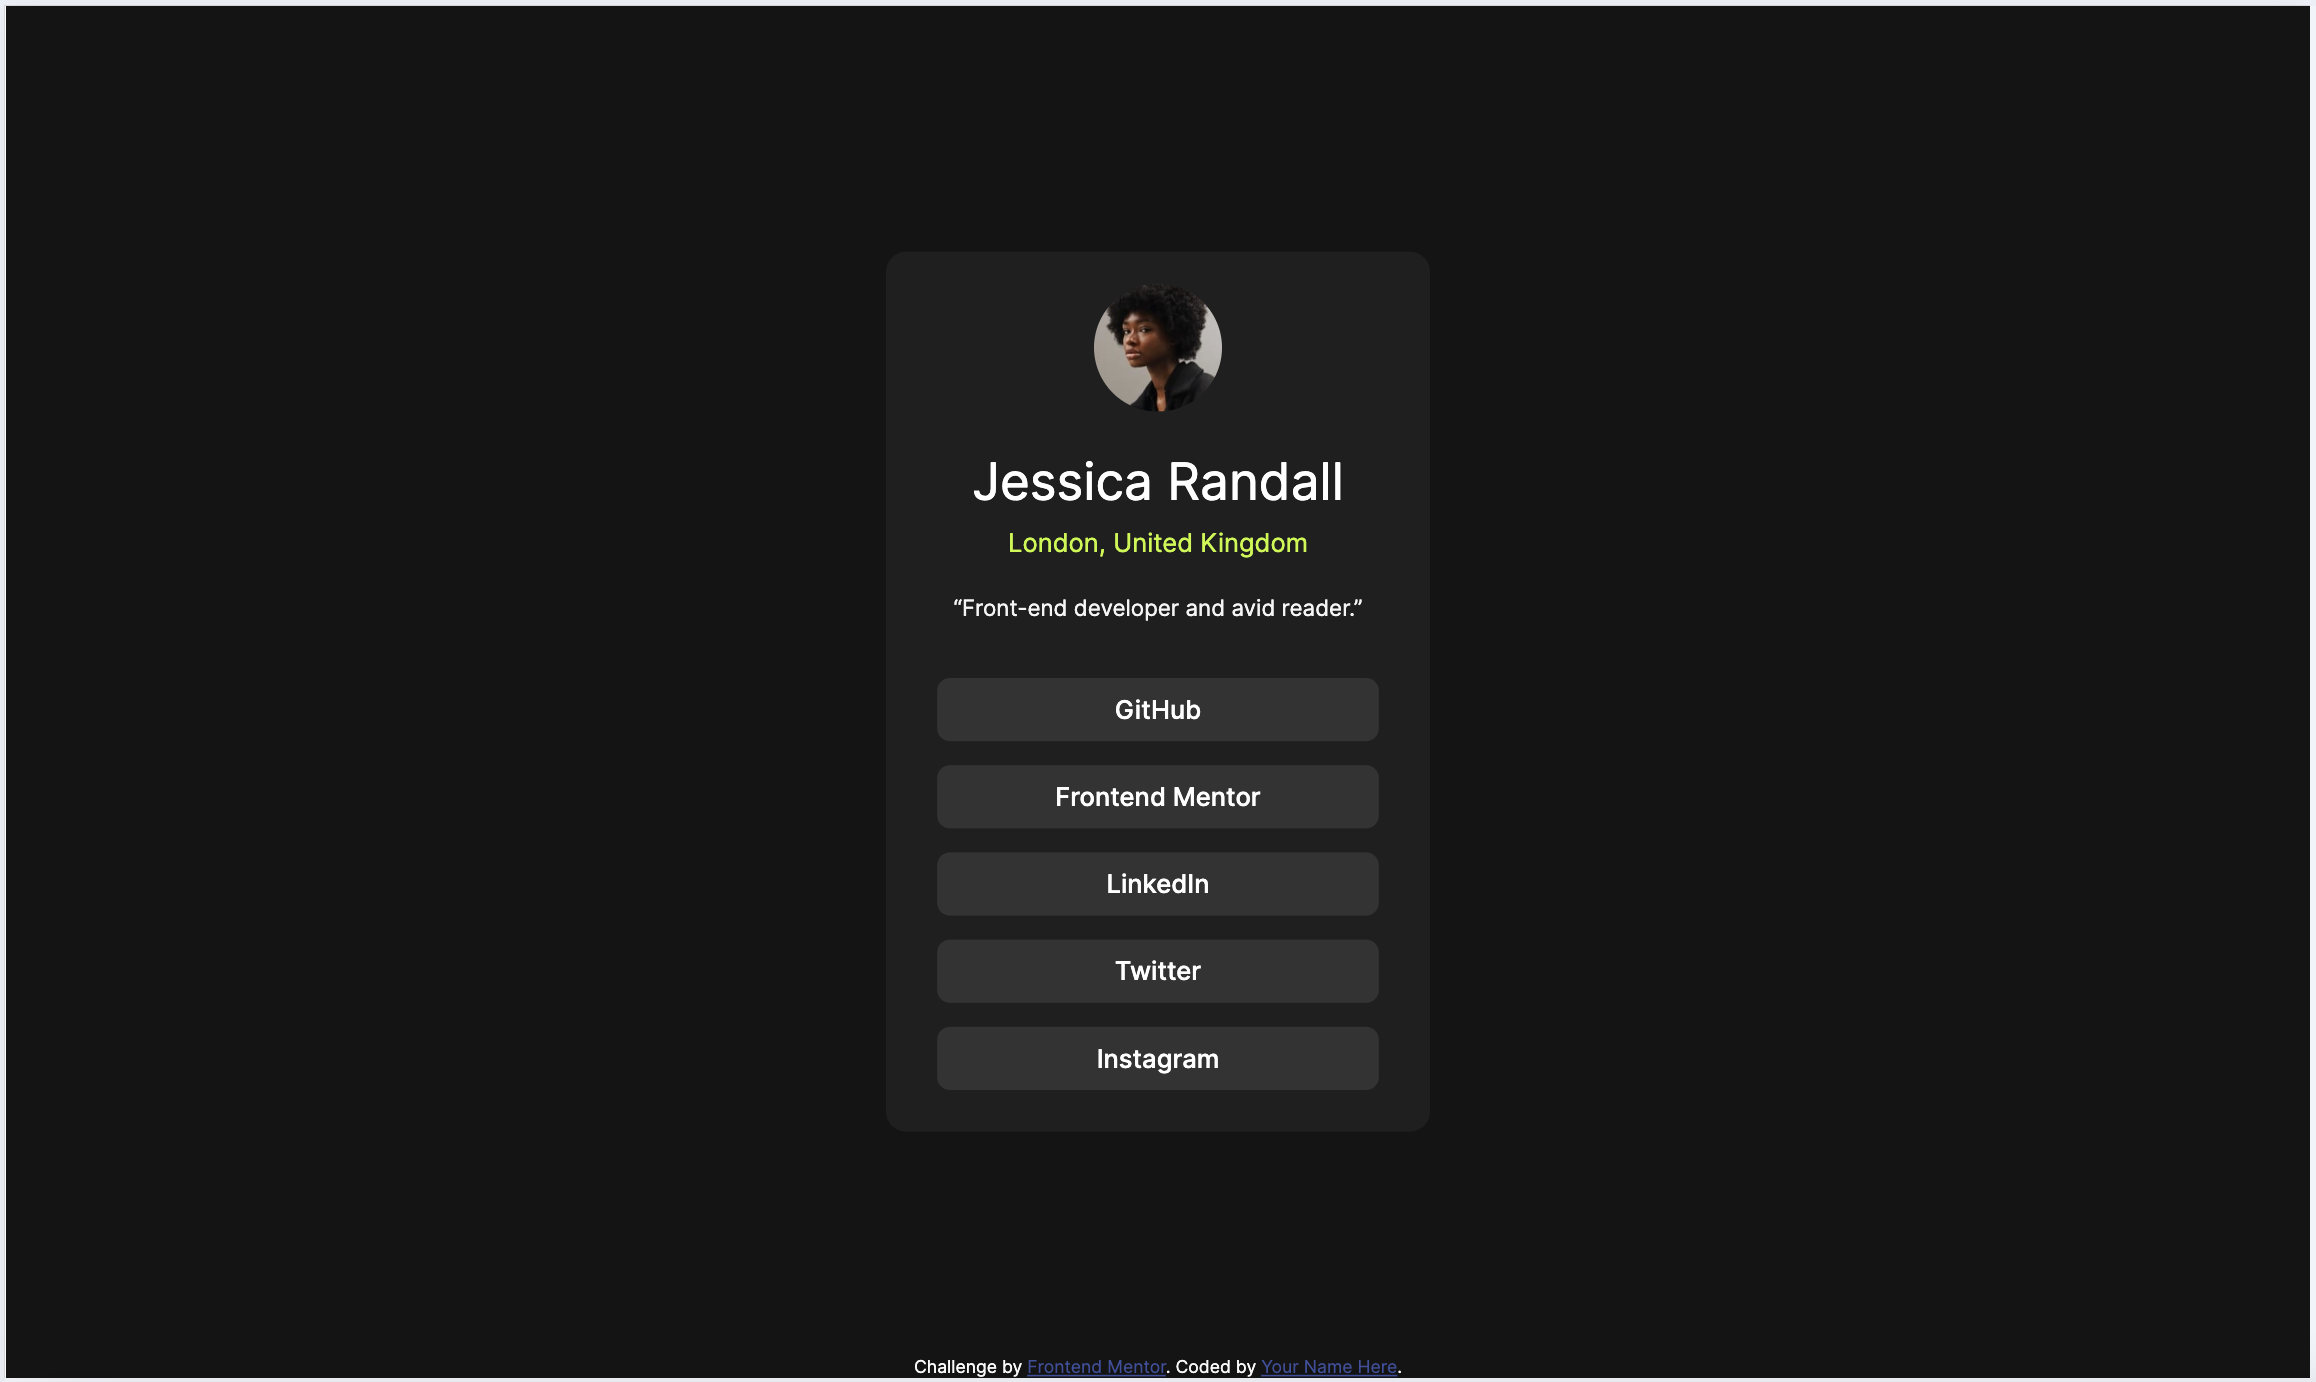 Jessica Randall
London, United Kingdom
“Front-end developer and avid reader.”
GitHub
Frontend Mentor
LinkedIn
Twitter
Instagram
Challenge by Frontend Mentor. Coded by Your Name Here.